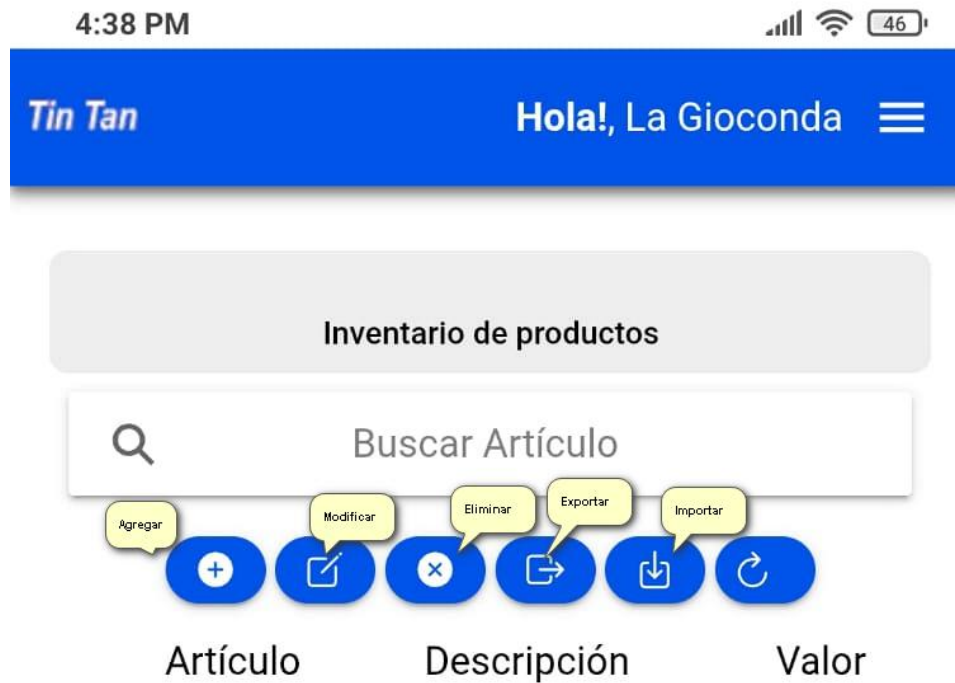 4:38 PM
46
Tin Tan
Hola!, La Gioconda
Inventario de productos
Buscar Artículo
Agregar
Modificar
Eliminar
Exportar
Importar
Artículo Descripción Valor